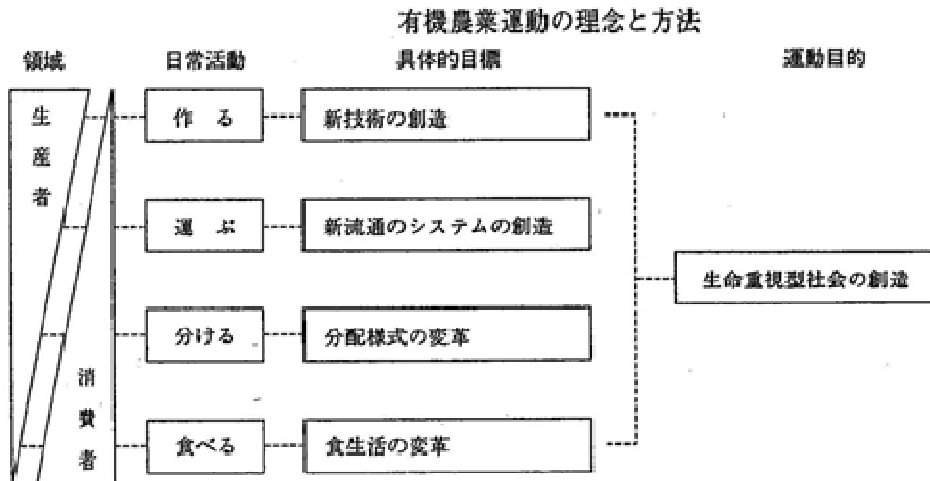 有機農業運動の理念と方法
領域 日常活動 具体的目標 運動目的
生産者
作る 新技術の創造
運ぶ 新流通のシステムの創造
生命重視型社会の創造
分ける 分配様式の変革
消費者
食べる 食生活の変革